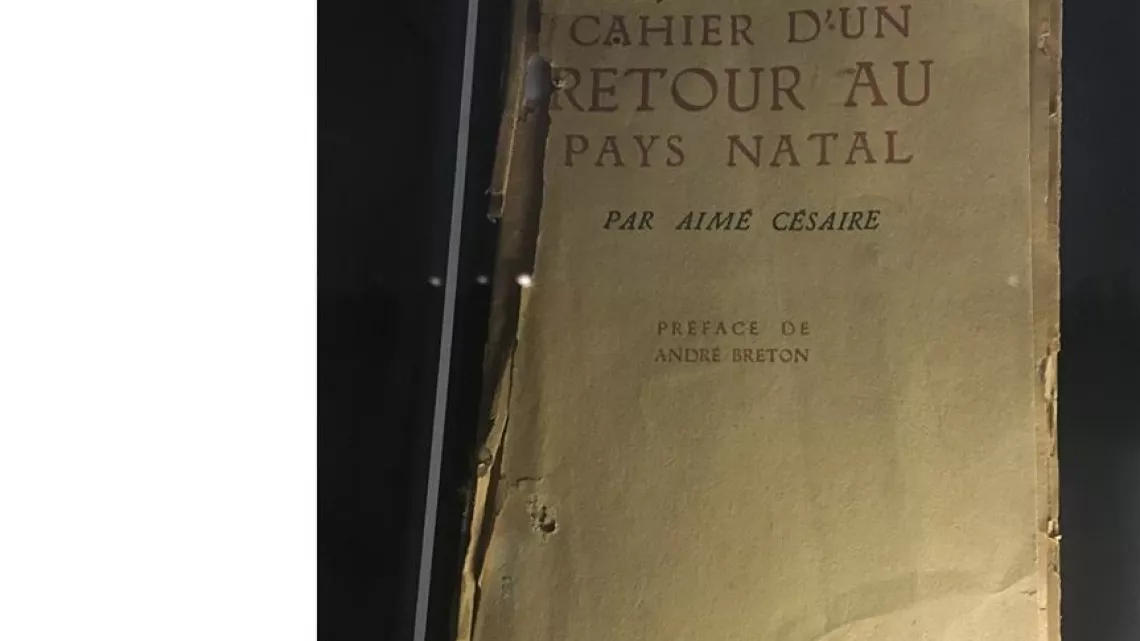 CAHIER D'UN
RETOUR AU
PAYS NATAL
PAR AIMÉ CÉSAIRE
PRÉFACE DE
ANDRÉ BRETON